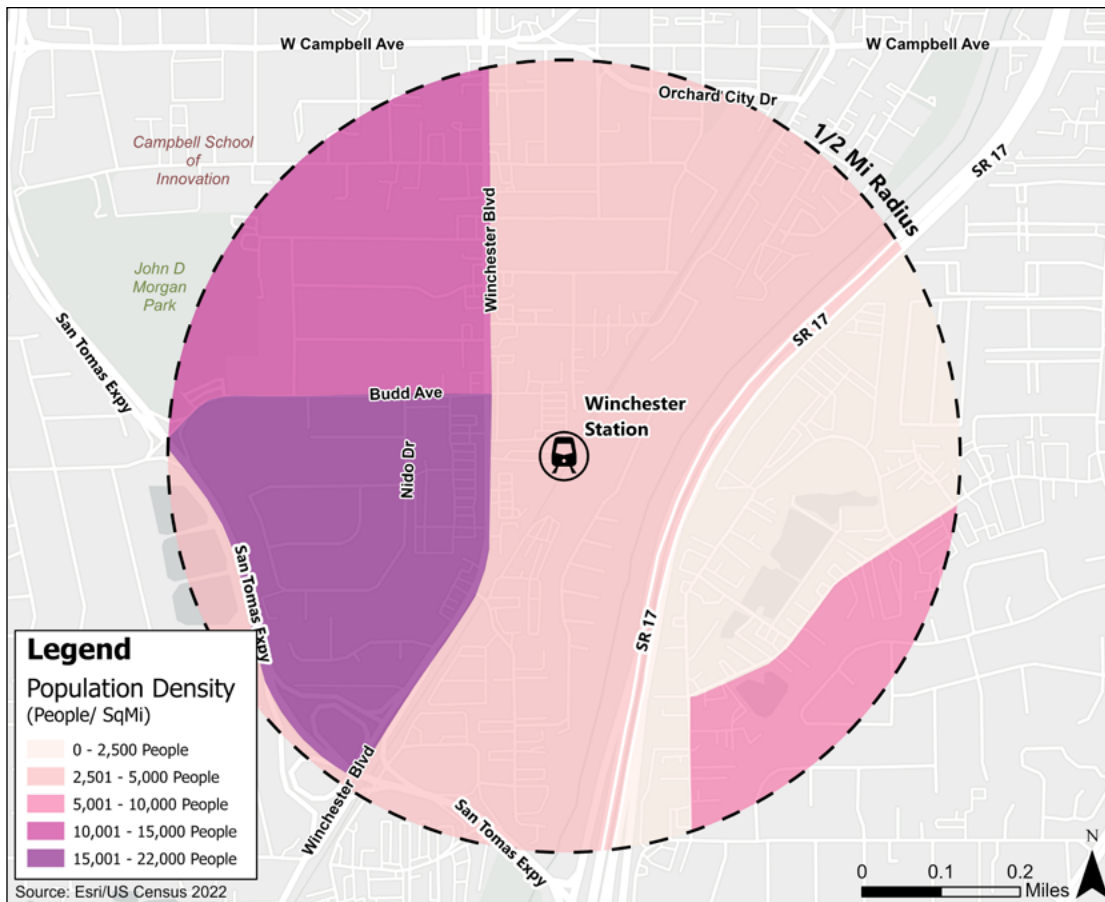 W Campbell Ave
W Campbell Ave
Orchard City Dr
1/2 Mi Radius
SR 17
Campbell School
of
Innovation
John D
Morgan
Park
San Tomas Expy
Winchester Blvd
SR 17
Budd Ave
Nido Dr
Winchester
Station
San Tomas Expy
SR 17
Winchester Blvd
San Tomas Expy
Legend
Population Density
(People/ SqMi)
0 - 2,500 People
2,501 - 5,000 People
5,001 - 10,000 People
10,001 - 15,000 People
15,001 - 22,000 People
Source: Esri/US Census 2022
N
0 0.1 0.2
Miles